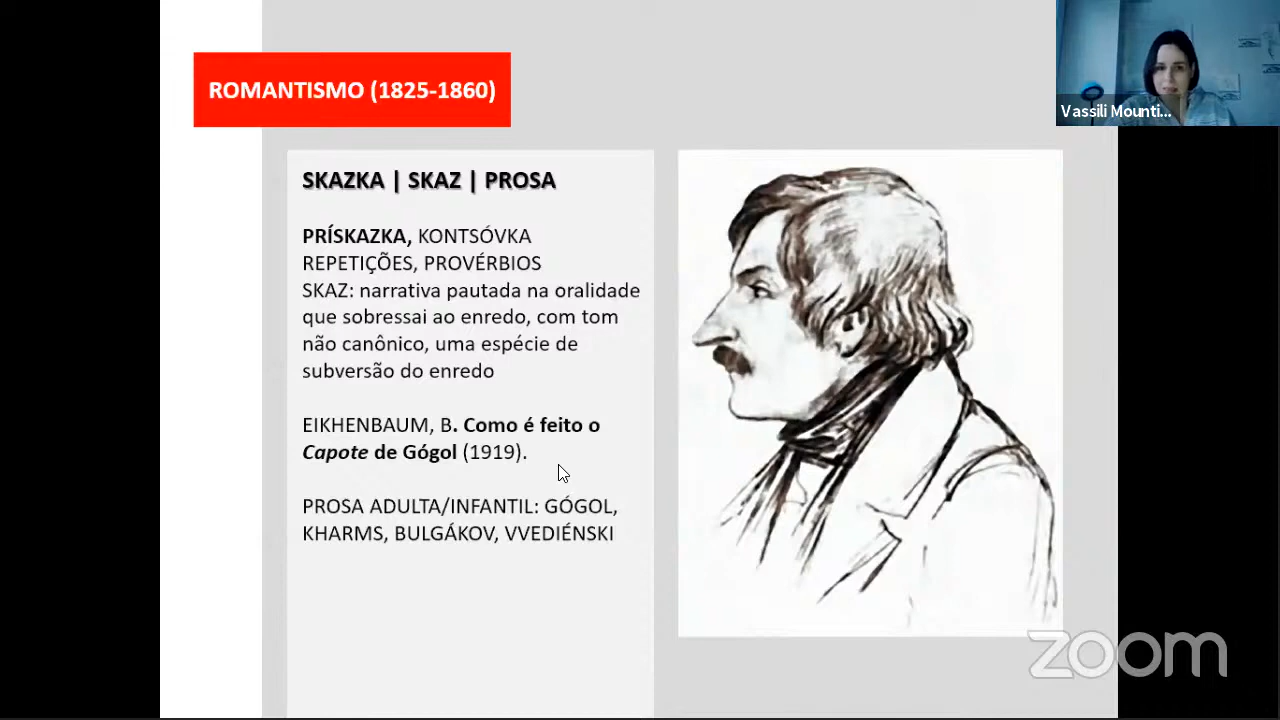 ROMANTISMO (1825-1860)
Vassili Mounti...
SKAZKA | SKAZ | PROSA
PRÍSKAZKA, KONTSÓVKA
REPETIÇÕES, PROVÉRBIOS
SKAZ: narrativa pautada na oralidade
que sobressai ao enredo, com tom
não canônico, uma espécie de
subversão do enredo
EIKHENBAUM, B. Como é feito o
Capote de Gógol (1919).
PROSA ADULTA/INFANTIL: GÓGOL,
KHARMS, BULGÁKOV, VVEDIÉNSKI
zoom